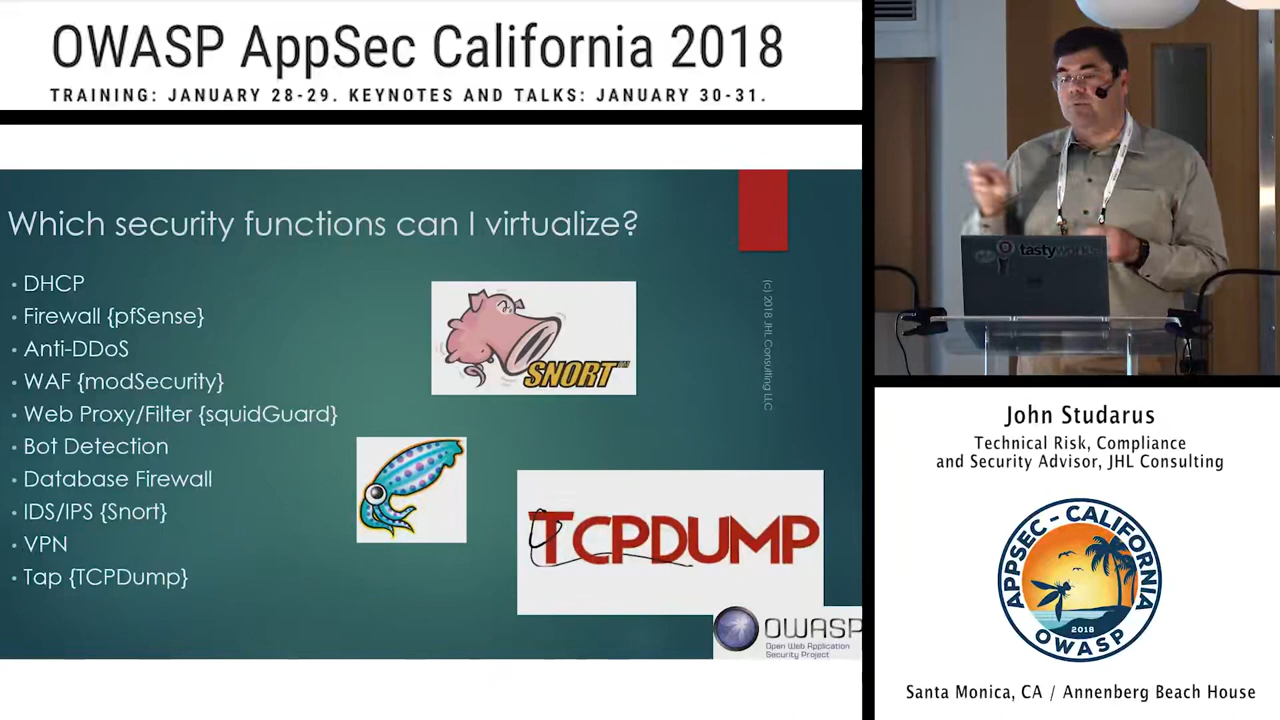 OWASP AppSec California 2018
TRAINING: JANUARY 28-29. KEYNOTES AND TALKS: JANUARY 30-31.
Which security functions can I virtualize?
• DHCP
• Firewall {pfSense}
• Anti-DDoS
• WAF {modSecurity}
• Web Proxy/Filter {squidGuard}
• Bot Detection
• Database Firewall
• IDS/IPS {Snort}
• VPN
• Tap {TCPDump}
SNORT
TCPDUMP
(c) 2018 JHL Consulting LLC
OWASP
Open Web Application
Security Project
tastyworks
John Studarus
Technical Risk, Compliance
and Security Advisor, JHL Consulting
APPSEC - CALIFORNIA
2018
OWASP
Santa Monica, CA / Annenberg Beach House